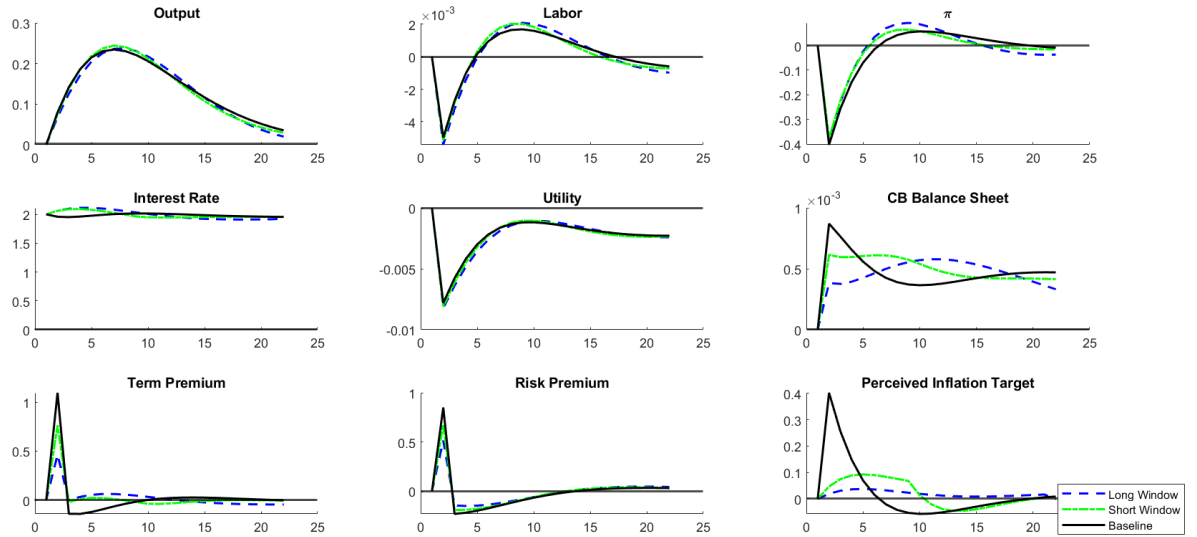 Output
0.3
0.2
0.1
0
0 5 10 15 20 25
Labor
×10-3
2
0
-2
-4
0 5 10 15 20 25
π
0
-0.1
-0.2
-0.3
-0.4
0 5 10 15 20 25
Interest Rate
2
1.5
1
0.5
0
0 5 10 15 20 25
Utility
0
-0.005
-0.01
0 5 10 15 20 25
CB Balance Sheet
×10-3
1
0.5
0
0 5 10 15 20 25
Term Premium
1
0.5
0
0 5 10 15 20 25
Risk Premium
1
0.5
0
0 5 10 15 20 25
Perceived Inflation Target
0.4
0.3
0.2
0.1
0
0 5 10 15 20
Long Window
Short Window
Baseline